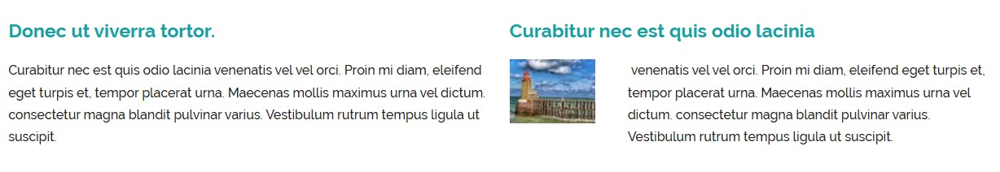 Donec ut viverra tortor.
Curabitur nec est quis odio lacinia venenatis vel vel orci. Proin mi diam, eleifend
eget turpis et, tempor placerat urna. Maecenas mollis maximus urna vel dictum.
consectetur magna blandit pulvinar varius. Vestibulum rutrum tempus ligula ut
suscipit.
Curabitur nec est quis odio lacinia
venenatis vel vel orci. Proin mi diam, eleifend eget turpis et,
tempor placerat urna. Maecenas mollis maximus urna vel
dictum. consectetur magna blandit pulvinar varius.
Vestibulum rutrum tempus ligula ut suscipit.